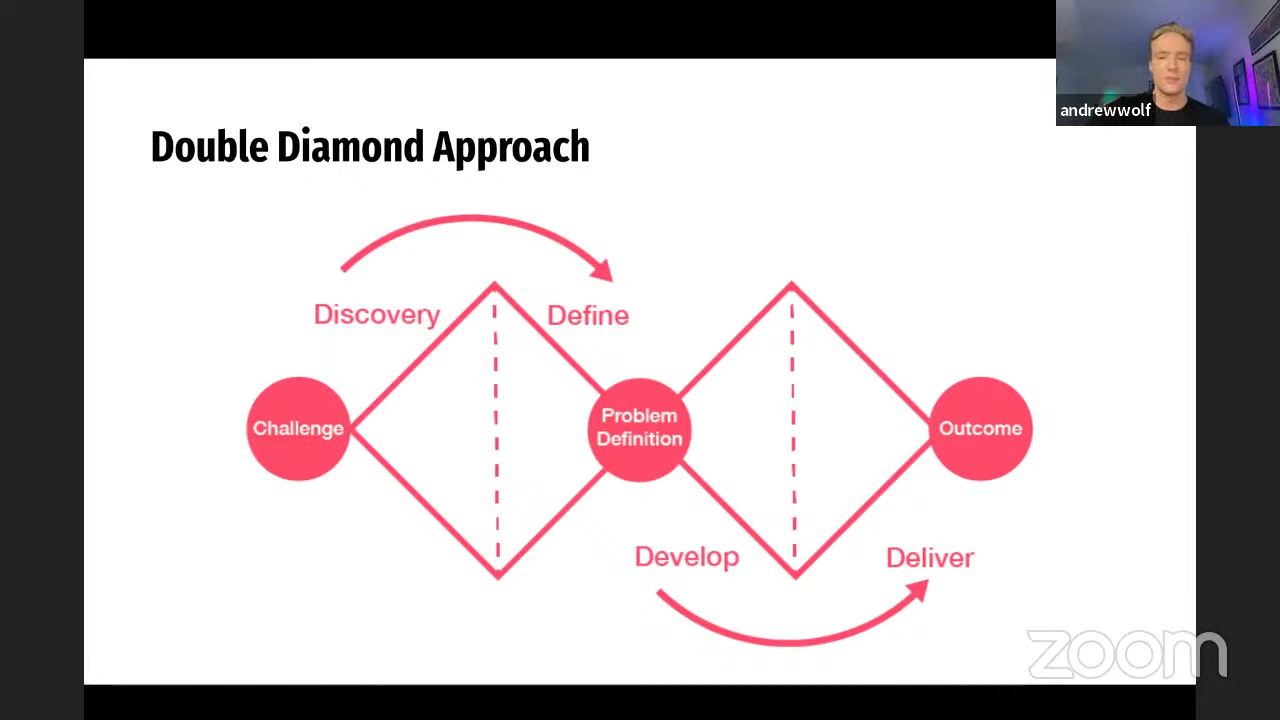 andrewwolf
Double Diamond Approach
Discovery
Define
Challenge
Problem
Definition
Outcome
Develop
Deliver
zoom